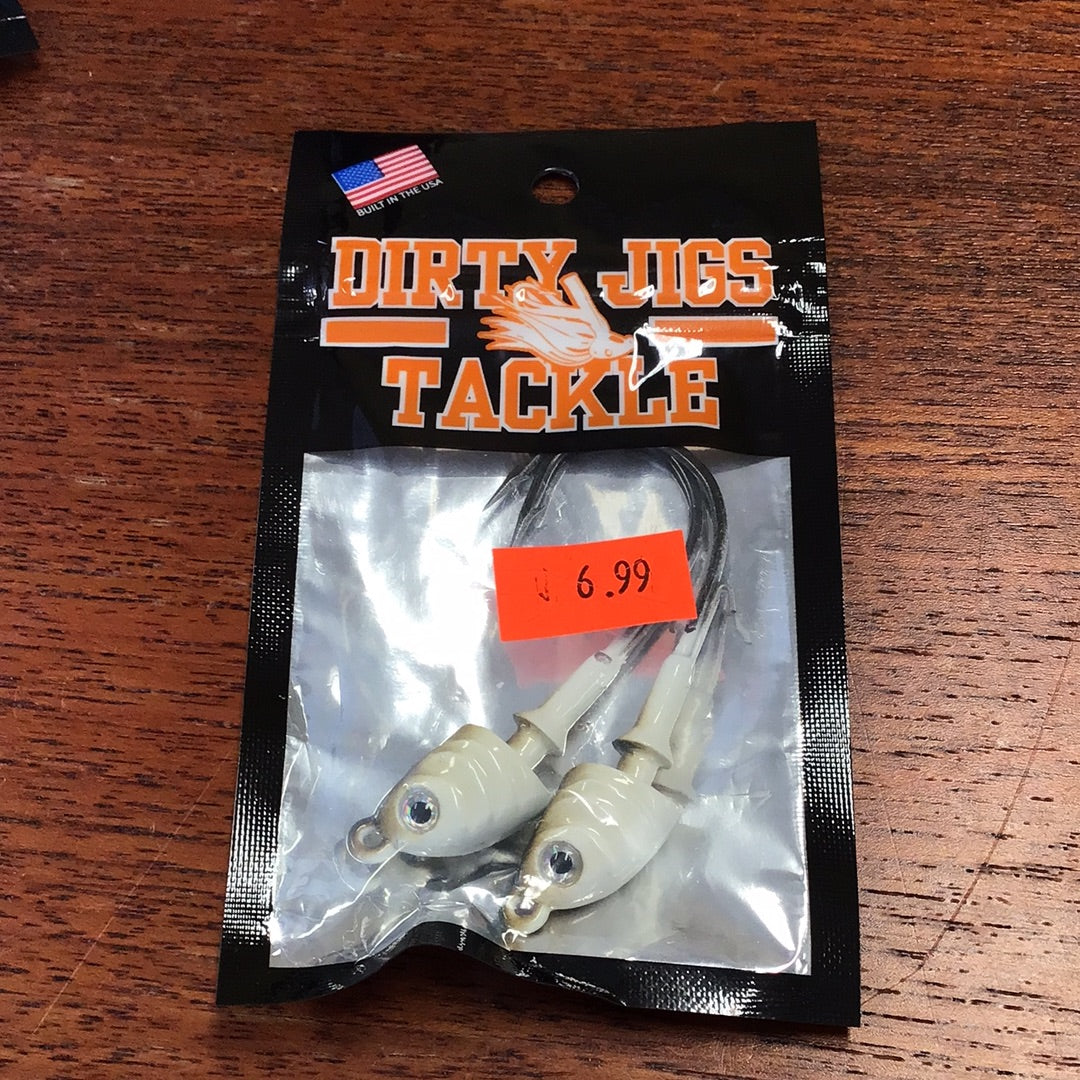 BUILT IN THE USA
DIRTY JIGS
TACKLE
6.99